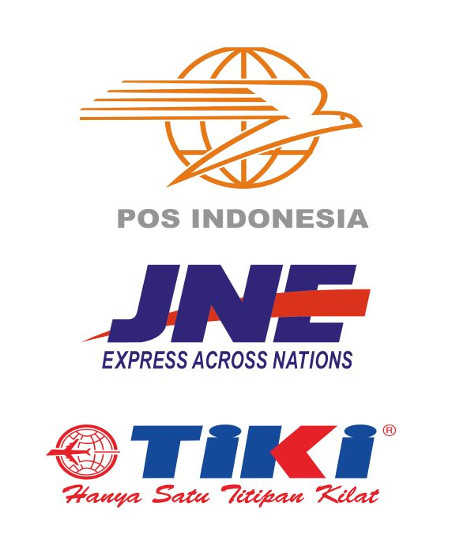 POS INDONESIA
JNE
EXPRESS ACROSS NATIONS
TiKi ®
Hanya Satu Titipan Kilat